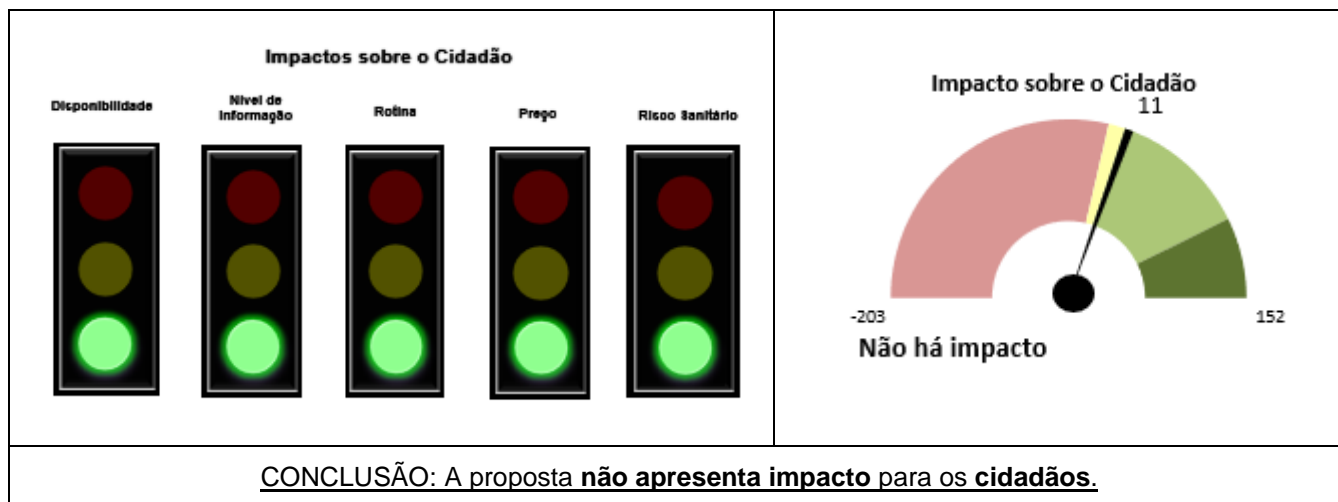 Impactos sobre o Cidadão
Disponibilidade
Nível de
Informação
Rotina
Preço
Risco Sanitário
Impacto sobre o Cidadão
11
-203
152
Não há impacto
CONCLUSÃO: A proposta não apresenta impacto para os cidadãos.